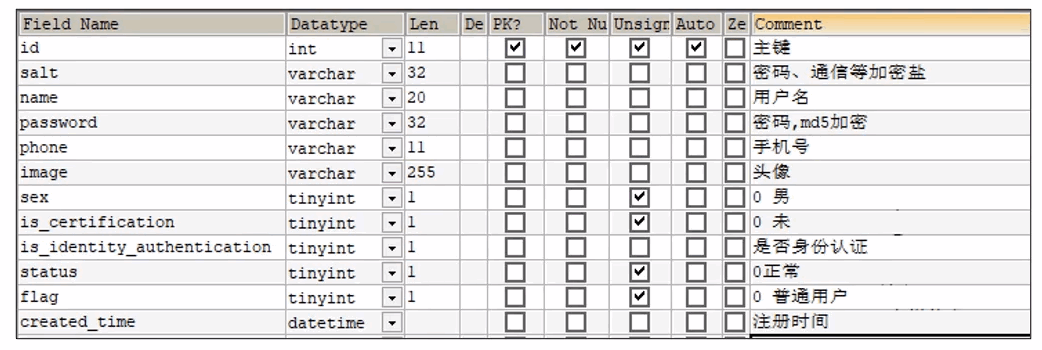 Field Name Datatype Len De PK? Not Nu Unsign Auto Ze Comment
id int 11 主键
salt varchar 32 密码、通信等加密盐
name varchar 20 用户名
password varchar 32 密码,md5加密
phone varchar 11 手机号
image varchar 255 头像
sex tinyint 1 0 男
is_certification tinyint 1 0 未
is_identity_authentication tinyint 1 是否身份认证
status tinyint 1 0正常
flag tinyint 1 0 普通用户
created_time datetime 注册时间